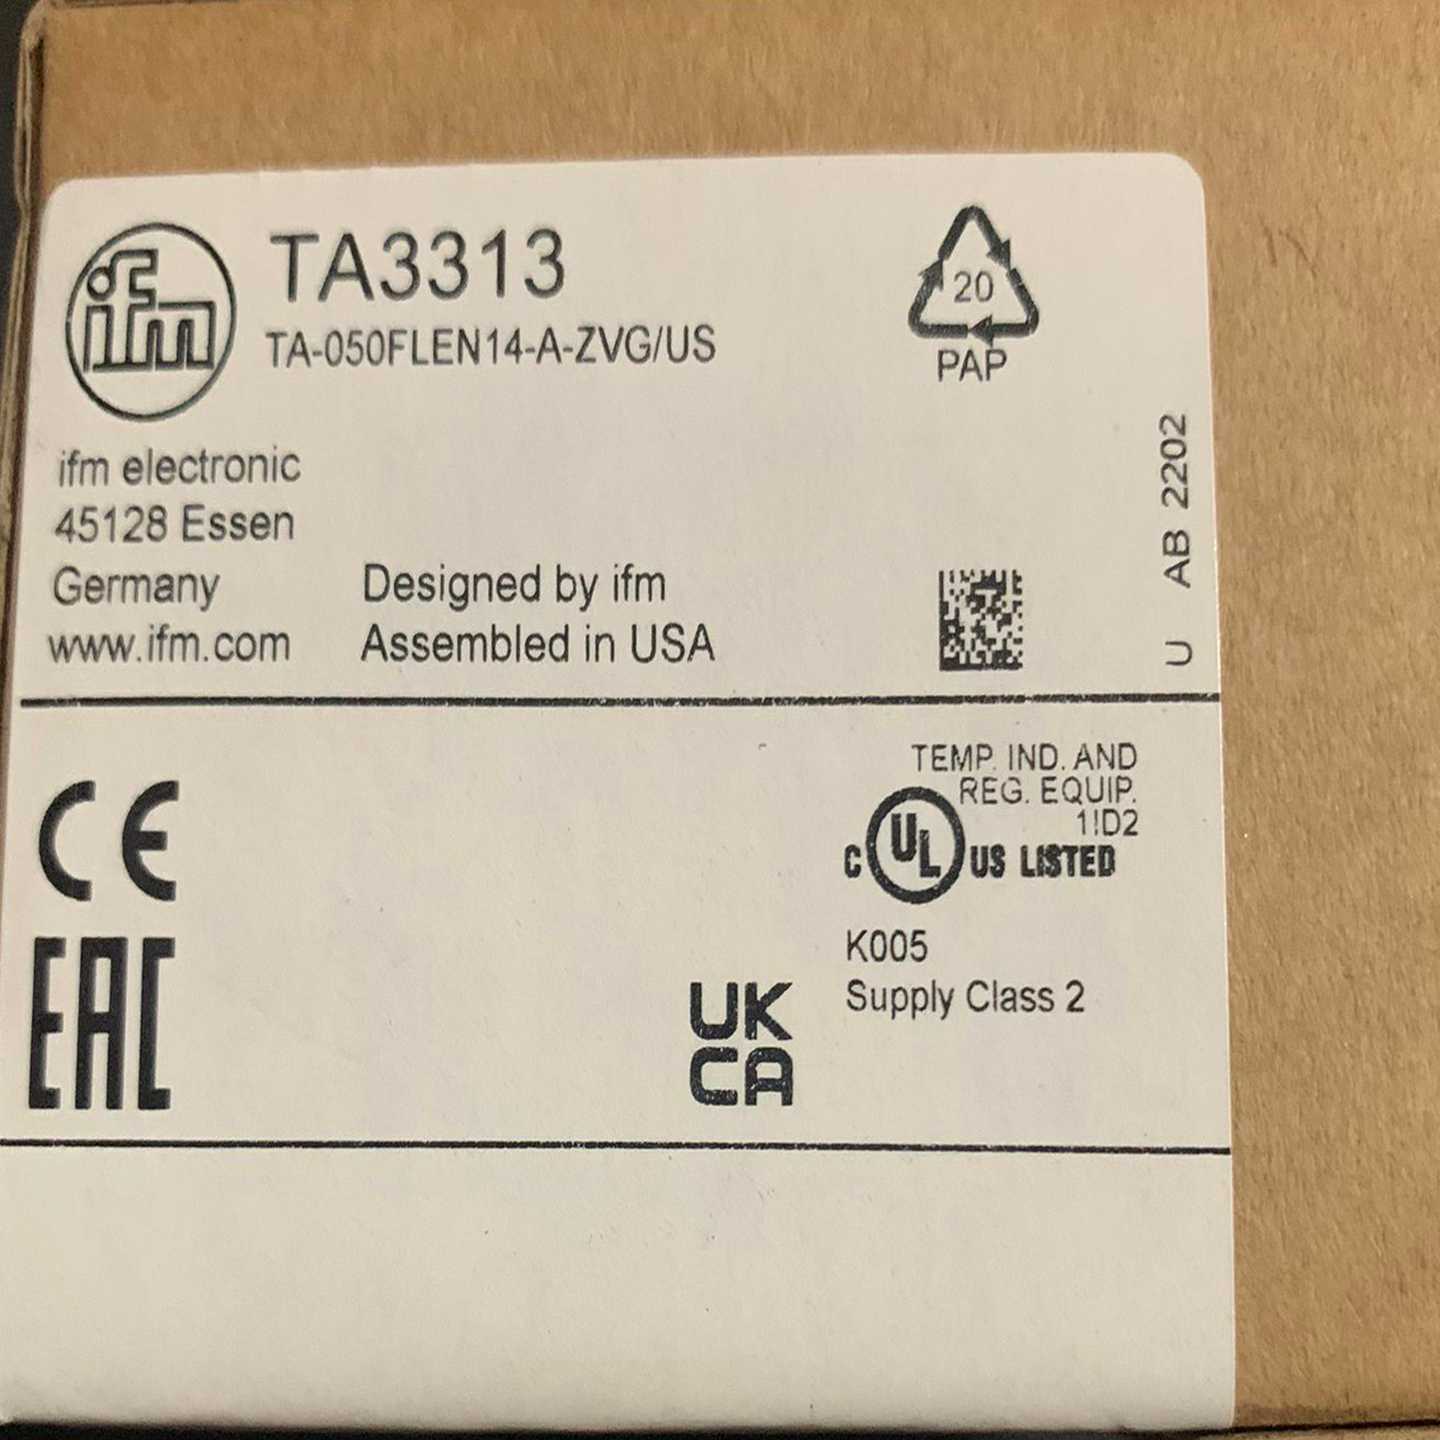 ifm
TA3313
TA-050FLEN14-A-ZVG/US
20
PAP
ifm electronic
45128 Essen
Germany
www.ifm.com
Designed by ifm
Assembled in USA
U AB 2202
CE
EAC
TEMP. IND. AND
REG. EQUIP.
1!D2
C UL US LISTED
K005
Supply Class 2
UK
CA